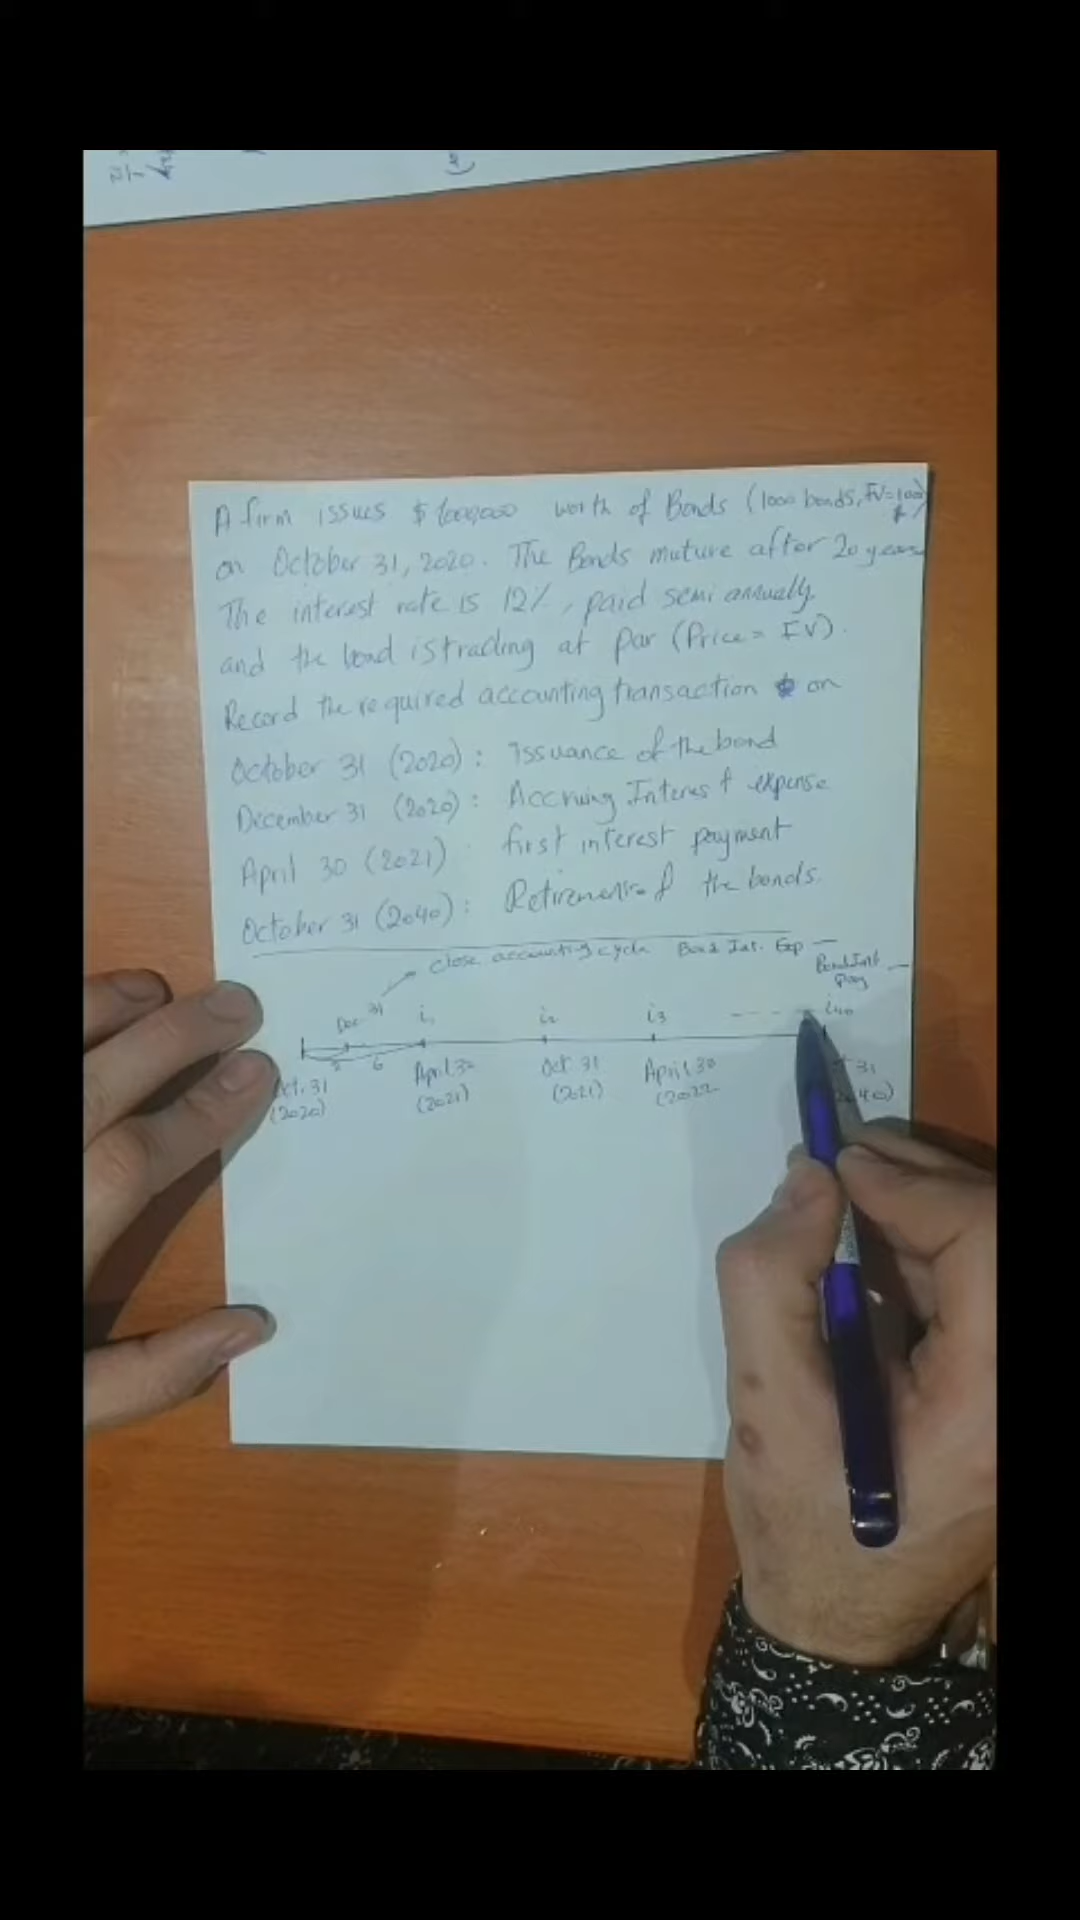 A firm issues $ 1000,000 worth of Bonds (1000 bonds, FV=1000
$
on October 31, 2020. The Bonds muture after 20 years
The interest rate is 12%, paid semi annually
and the bond is trading at par (Price = FV).
Record the required accounting transaction on
October 31 (2020): issuance of the bond
December 31 (2020): Accruing Interest expense
April 30 (2021) first interest payment
October 31 (2040): Retirement of the bonds.
close accounting cycle Bond Int. Exp —
Bond Int
Pay —
Dec 31 i1 i2 i3 - - - - i40
2 6
Oct. 31 April 30 Oct 31 April 30 31
(2020) (2021) (2021) (2022